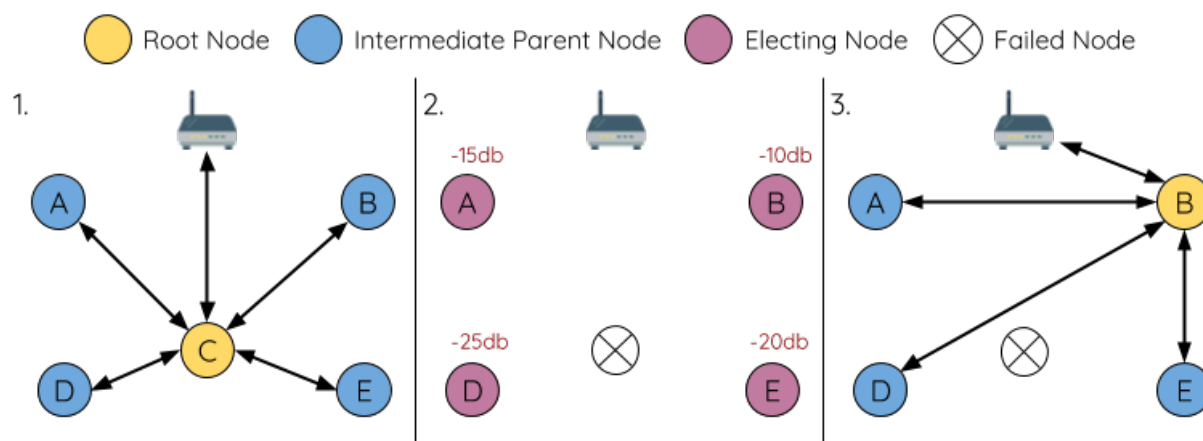 Root Node Intermediate Parent Node Electing Node Failed Node
1.
A
B
C
D
E
2.
-15db
-10db
A
B
-25db
-20db
D
E
3.
A
B
D
E